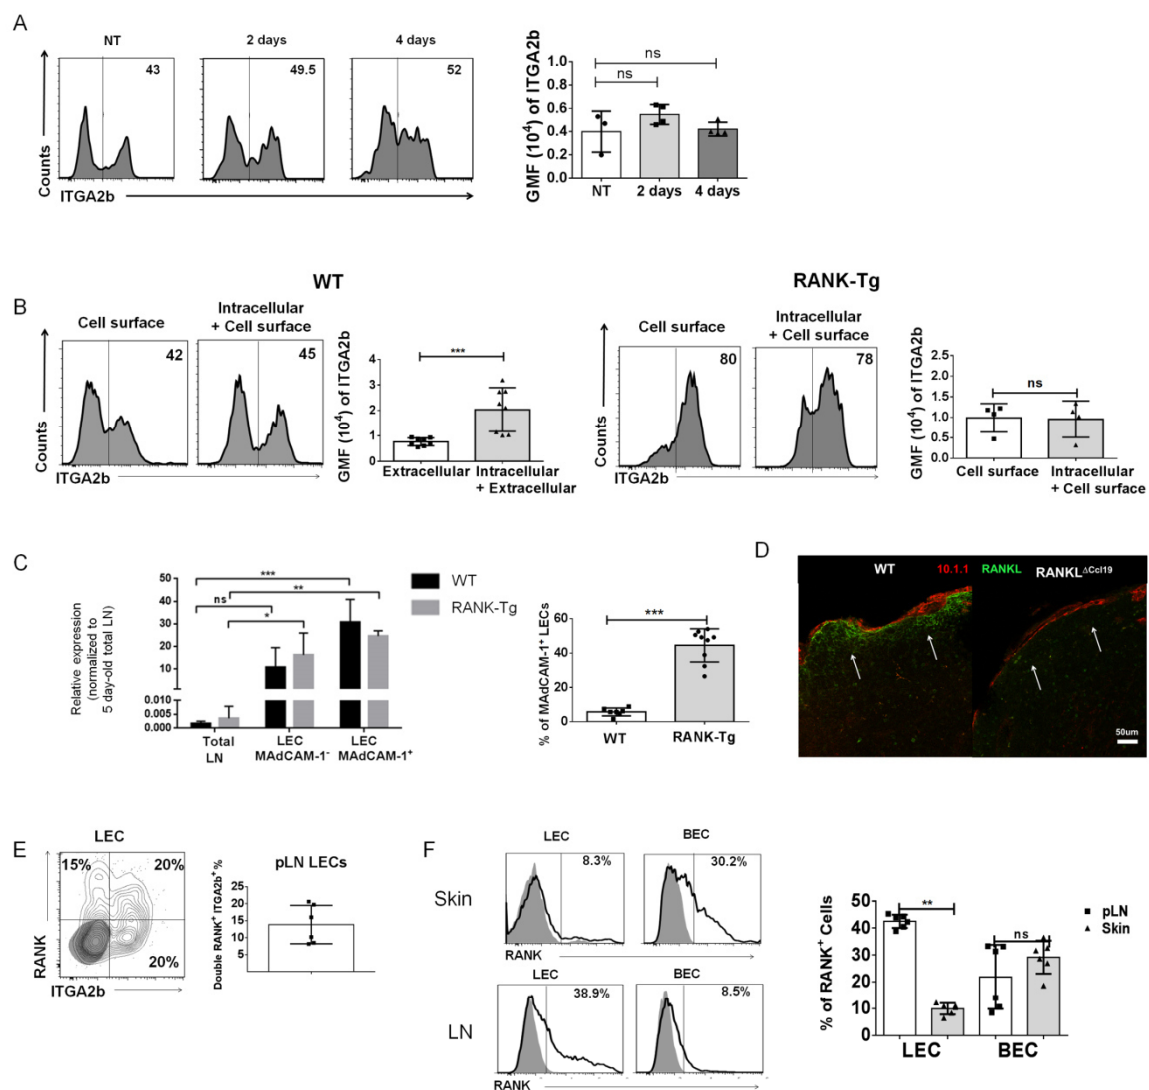 A
NT
2 days
4 days
43
49.5
52
Counts
ITGA2b
GMF (10⁴) of ITGA2b
1.0
0.8
0.6
0.4
0.2
0.0
ns
ns
NT
2 days
4 days
WT
RANK-Tg
B
Cell surface
Intracellular
+ Cell surface
42
45
Counts
ITGA2b
GMF (10⁴) of ITGA2b
4
3
2
1
0
***
Extracellular
Intracellular
+ Extracellular
Cell surface
Intracellular
+ Cell surface
80
78
Counts
ITGA2b
GMF (10⁴) of ITGA2b
2.5
2.0
1.5
1.0
0.5
0.0
ns
Cell surface
Intracellular
+ Cell surface
C
Relative expression
(normalized to
5 day-old total LN)
50
40
30
20
10
0.010
0.005
0.000
***
**
ns
*
WT
RANK-Tg
Total
LN
LEC
MAdCAM-1⁻
LEC
MAdCAM-1⁺
% of MAdCAM-1⁺ LECs
60
40
20
0
***
WT
RANK-Tg
D
WT
10.1.1
RANKL
RANKL^ΔCcl19
50um
E
LEC
15%
20%
20%
RANK
ITGA2b
pLN LECs
Double RANK⁺ ITGA2b⁺ %
25
20
15
10
5
F
LEC
BEC
8.3%
30.2%
Skin
RANK
LEC
BEC
38.9%
8.5%
LN
RANK
% of RANK⁺ Cells
50
40
30
20
10
0
**
ns
pLN
Skin
LEC
BEC